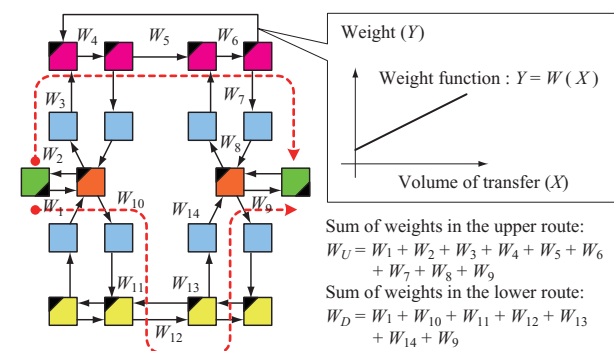 W4
W5
W6
Weight (Y)
Weight function : Y = W ( X )
W3
W7
W2
W8
Volume of transfer (X)
W1
W10
W14
W9
Sum of weights in the upper route:
WU = W1 + W2 + W3 + W4 + W5 + W6
+ W7 + W8 + W9
W11
W13
Sum of weights in the lower route:
WD = W1 + W10 + W11 + W12 + W13
+ W14 + W9
W12